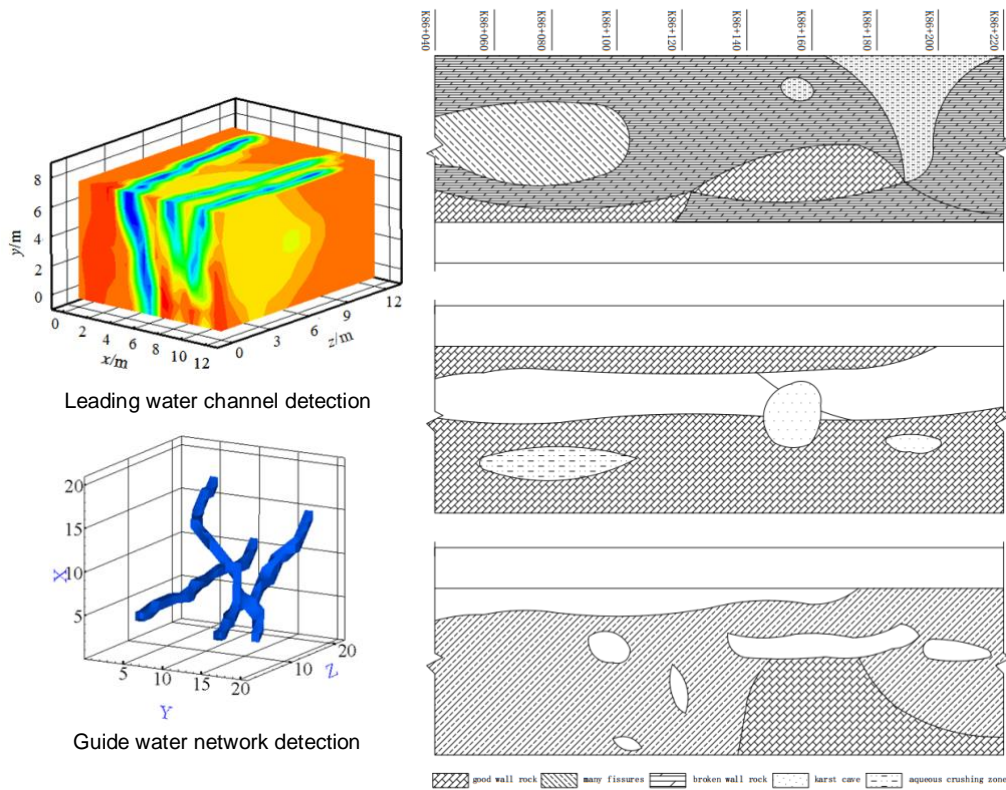 K86+040
K86+060
K86+080
K86+100
K86+120
K86+140
K86+160
K86+180
K86+200
K86+220
8
6
4
2
0
y/m
0
2
4
6
8
10
12
x/m
0
3
6
9
12
z/m
Leading water channel detection
20
15
10
5
X
5
10
15
20
Y
10
20
Z
Guide water network detection
good wall rock many fissures broken wall rock karst cave aqueous crushing zone